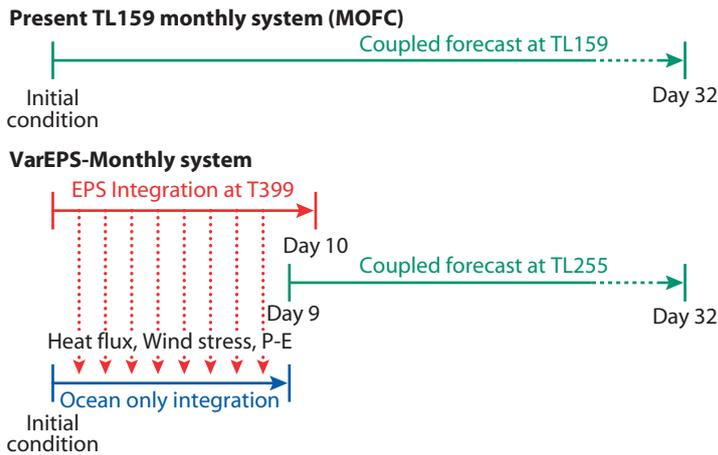 Present TL159 monthly system (MOFC)
Coupled forecast at TL159
Initial
condition
Day 32
VarEPS-Monthly system
EPS Integration at T399
Day 10
Coupled forecast at TL255
Day 9
Day 32
Heat flux, Wind stress, P-E
Ocean only integration
Initial
condition